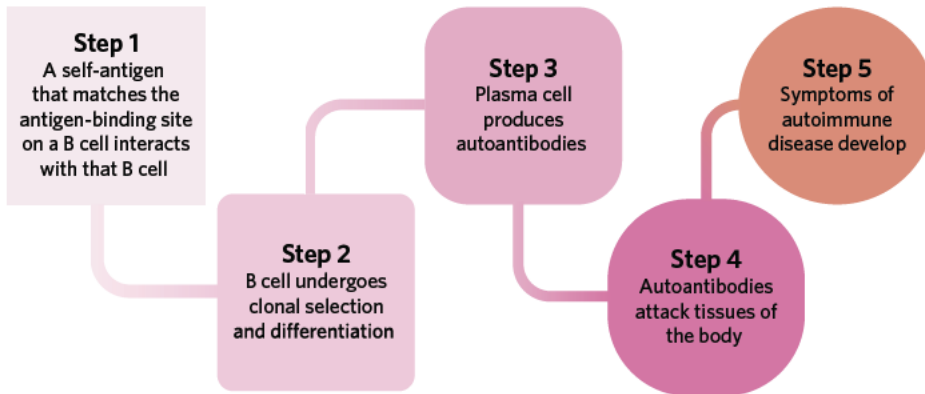 Step 1
A self-antigen
that matches the
antigen-binding site
on a B cell interacts
with that B cell
Step 2
B cell undergoes
clonal selection
and differentiation
Step 3
Plasma cell
produces
autoantibodies
Step 4
Autoantibodies
attack tissues of
the body
Step 5
Symptoms of
autoimmune
disease develop